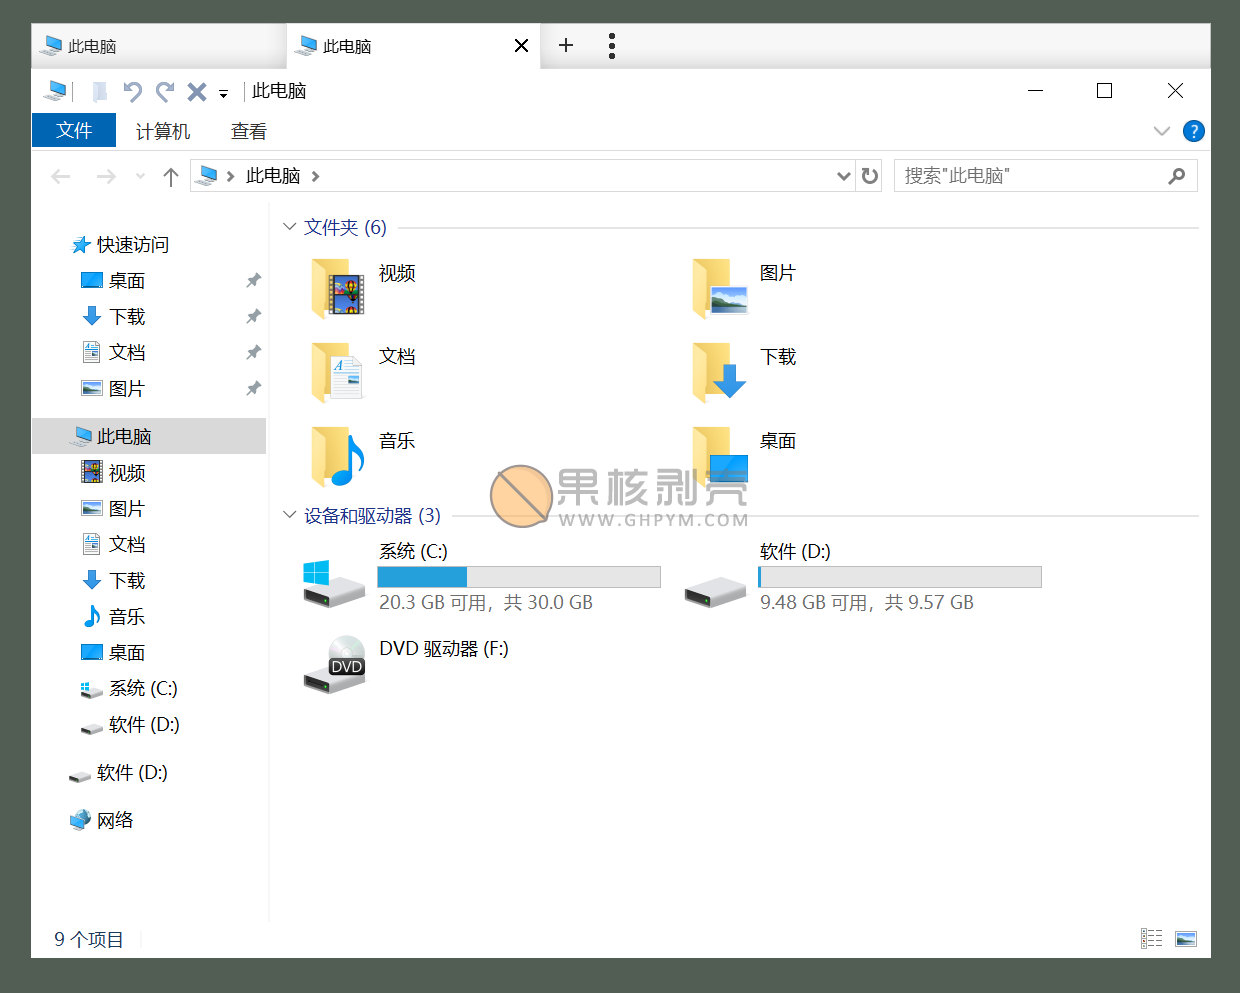 此电脑
此电脑
此电脑
文件 计算机 查看
此电脑
搜索"此电脑"
快速访问
桌面
下载
文档
图片
此电脑
视频
图片
文档
下载
音乐
桌面
系统 (C:)
软件 (D:)
软件 (D:)
网络
文件夹 (6)
视频
图片
文档
下载
音乐
桌面
果核剥壳
WWW.GHPYM.COM
设备和驱动器 (3)
系统 (C:)
20.3 GB 可用，共 30.0 GB
软件 (D:)
9.48 GB 可用，共 9.57 GB
DVD
DVD 驱动器 (F:)
9 个项目